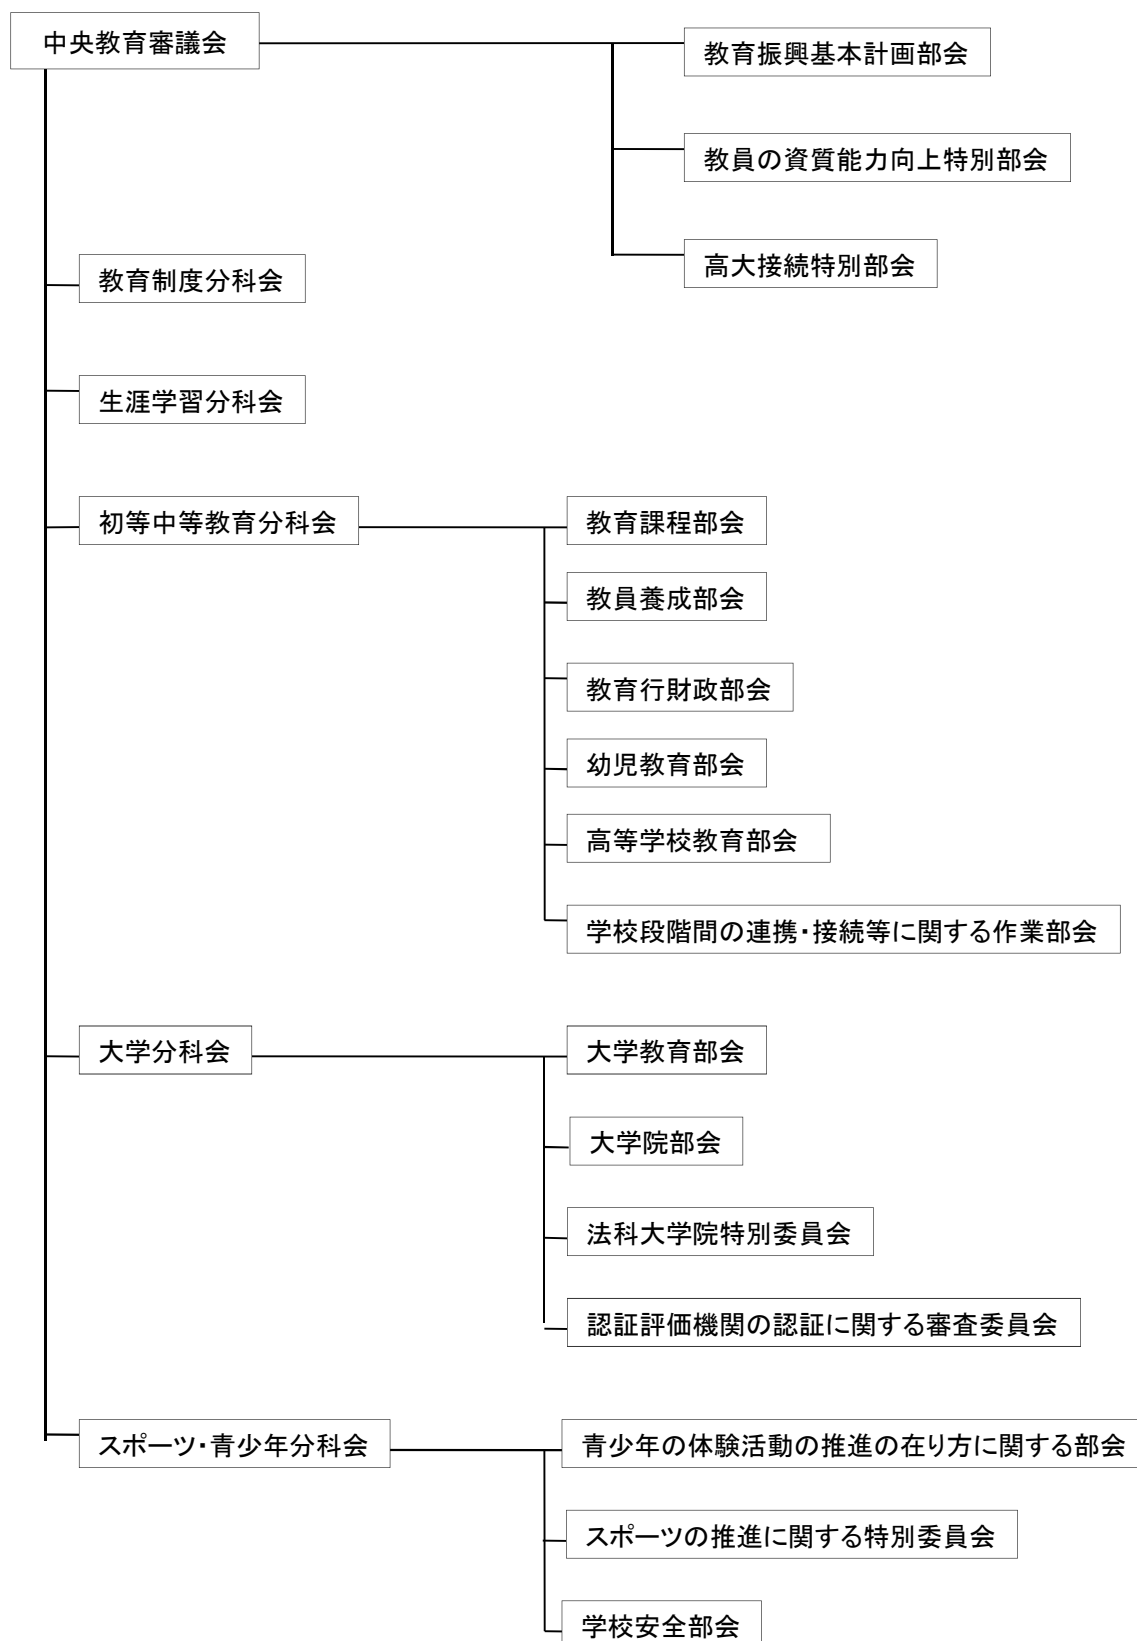 中央教育審議会
教育振興基本計画部会
教員の資質能力向上特別部会
高大接続特別部会
教育制度分科会
生涯学習分科会
初等中等教育分科会
教育課程部会
教員養成部会
教育行財政部会
幼児教育部会
高等学校教育部会
学校段階間の連携・接続等に関する作業部会
大学分科会
大学教育部会
大学院部会
法科大学院特別委員会
認証評価機関の認証に関する審査委員会
スポーツ・青少年分科会
青少年の体験活動の推進の在り方に関する部会
スポーツの推進に関する特別委員会
学校安全部会